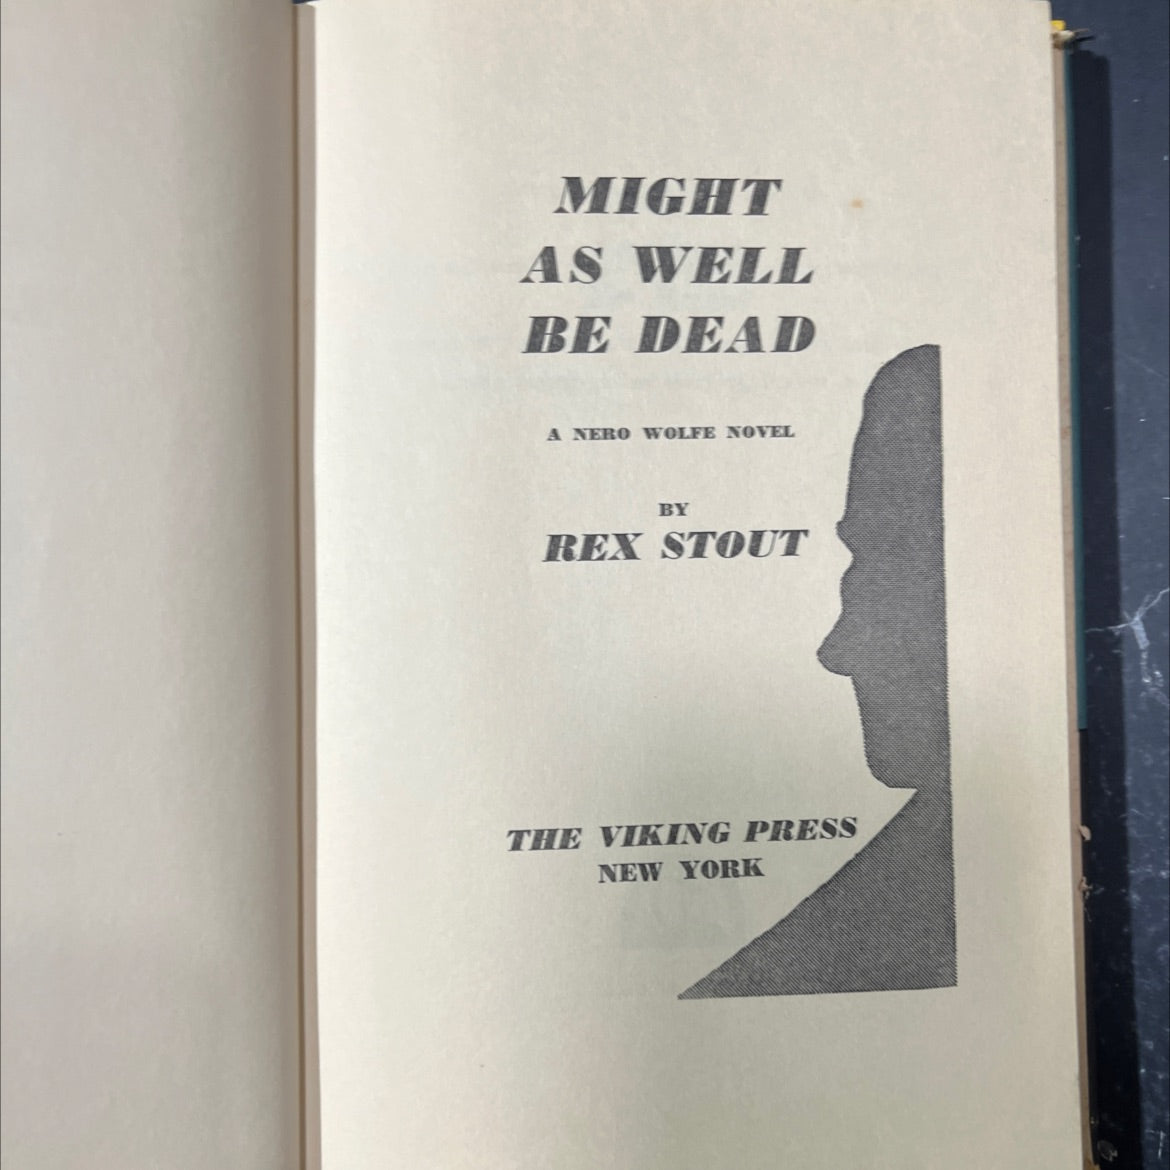 MIGHT
AS WELL
BE DEAD
A NERO WOLFE NOVEL
BY
REX STOUT
THE VIKING PRESS
NEW YORK